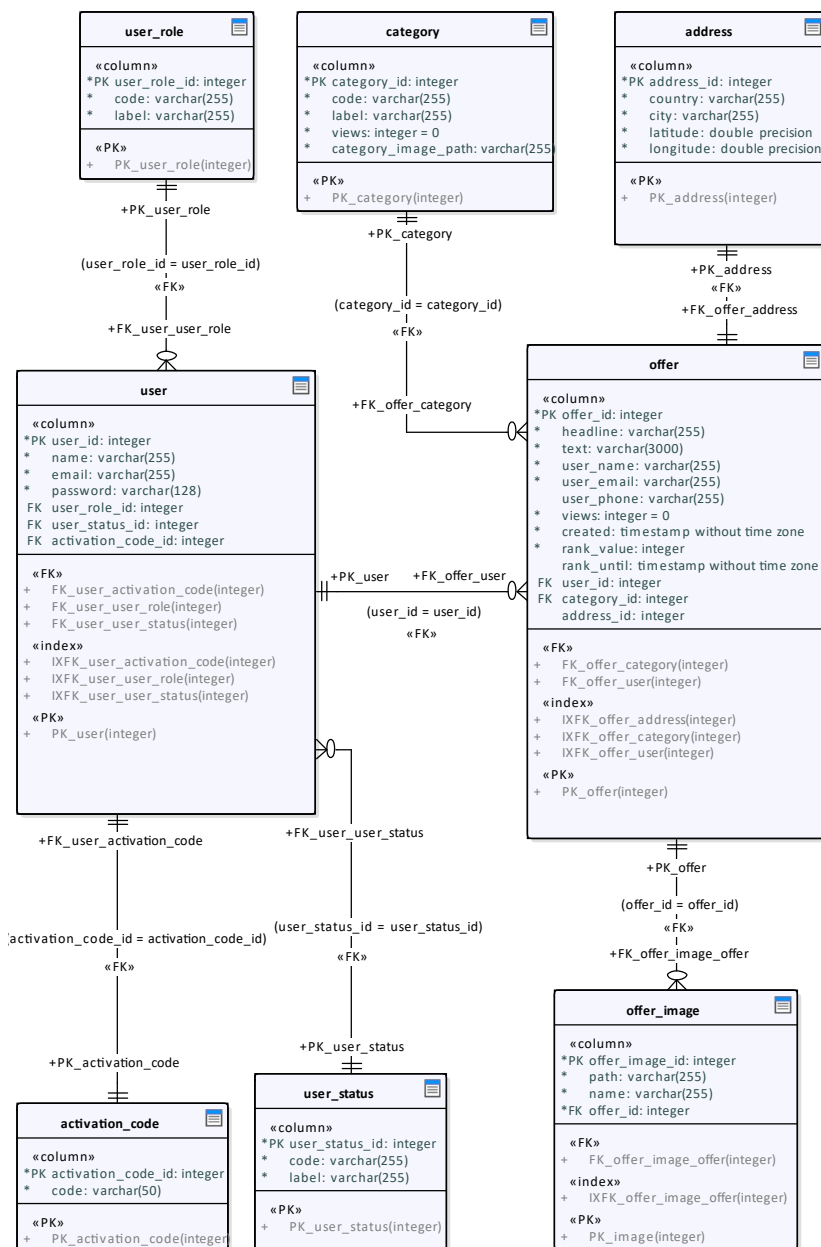 user_role
«column»
*PK user_role_id: integer
* code: varchar(255)
* label: varchar(255)
«PK»
+ PK_user_role(integer)
category
«column»
*PK category_id: integer
* code: varchar(255)
* label: varchar(255)
* views: integer = 0
* category_image_path: varchar(255)
«PK»
+ PK_category(integer)
address
«column»
*PK address_id: integer
* country: varchar(255)
* city: varchar(255)
* latitude: double precision
* longitude: double precision
«PK»
+ PK_address(integer)
+PK_user_role
(user_role_id = user_role_id)
«FK»
+FK_user_user_role
+PK_category
(category_id = category_id)
«FK»
+FK_offer_category
+PK_address
«FK»
+FK_offer_address
user
«column»
*PK user_id: integer
* name: varchar(255)
* email: varchar(255)
* password: varchar(128)
FK user_role_id: integer
FK user_status_id: integer
FK activation_code_id: integer
«FK»
+ FK_user_activation_code(integer)
+ FK_user_user_role(integer)
+ FK_user_user_status(integer)
«index»
+ IXFK_user_activation_code(integer)
+ IXFK_user_user_role(integer)
+ IXFK_user_user_status(integer)
«PK»
+ PK_user(integer)
+PK_user
+FK_offer_user
(user_id = user_id)
«FK»
offer
«column»
*PK offer_id: integer
* headline: varchar(255)
* text: varchar(3000)
* user_name: varchar(255)
* user_email: varchar(255)
user_phone: varchar(255)
* views: integer = 0
* created: timestamp without time zone
* rank_value: integer
rank_until: timestamp without time zone
FK user_id: integer
FK category_id: integer
address_id: integer
«FK»
+ FK_offer_category(integer)
+ FK_offer_user(integer)
«index»
+ IXFK_offer_address(integer)
+ IXFK_offer_category(integer)
+ IXFK_offer_user(integer)
«PK»
+ PK_offer(integer)
+FK_user_activation_code
(activation_code_id = activation_code_id)
«FK»
+PK_activation_code
+FK_user_user_status
(user_status_id = user_status_id)
«FK»
+PK_user_status
+PK_offer
(offer_id = offer_id)
«FK»
+FK_offer_image_offer
activation_code
«column»
*PK activation_code_id: integer
* code: varchar(50)
«PK»
+ PK_activation_code(integer)
user_status
«column»
*PK user_status_id: integer
* code: varchar(255)
* label: varchar(255)
«PK»
+ PK_user_status(integer)
offer_image
«column»
*PK offer_image_id: integer
* path: varchar(255)
* name: varchar(255)
*FK offer_id: integer
«FK»
+ FK_offer_image_offer(integer)
«index»
+ IXFK_offer_image_offer(integer)
«PK»
+ PK_image(integer)